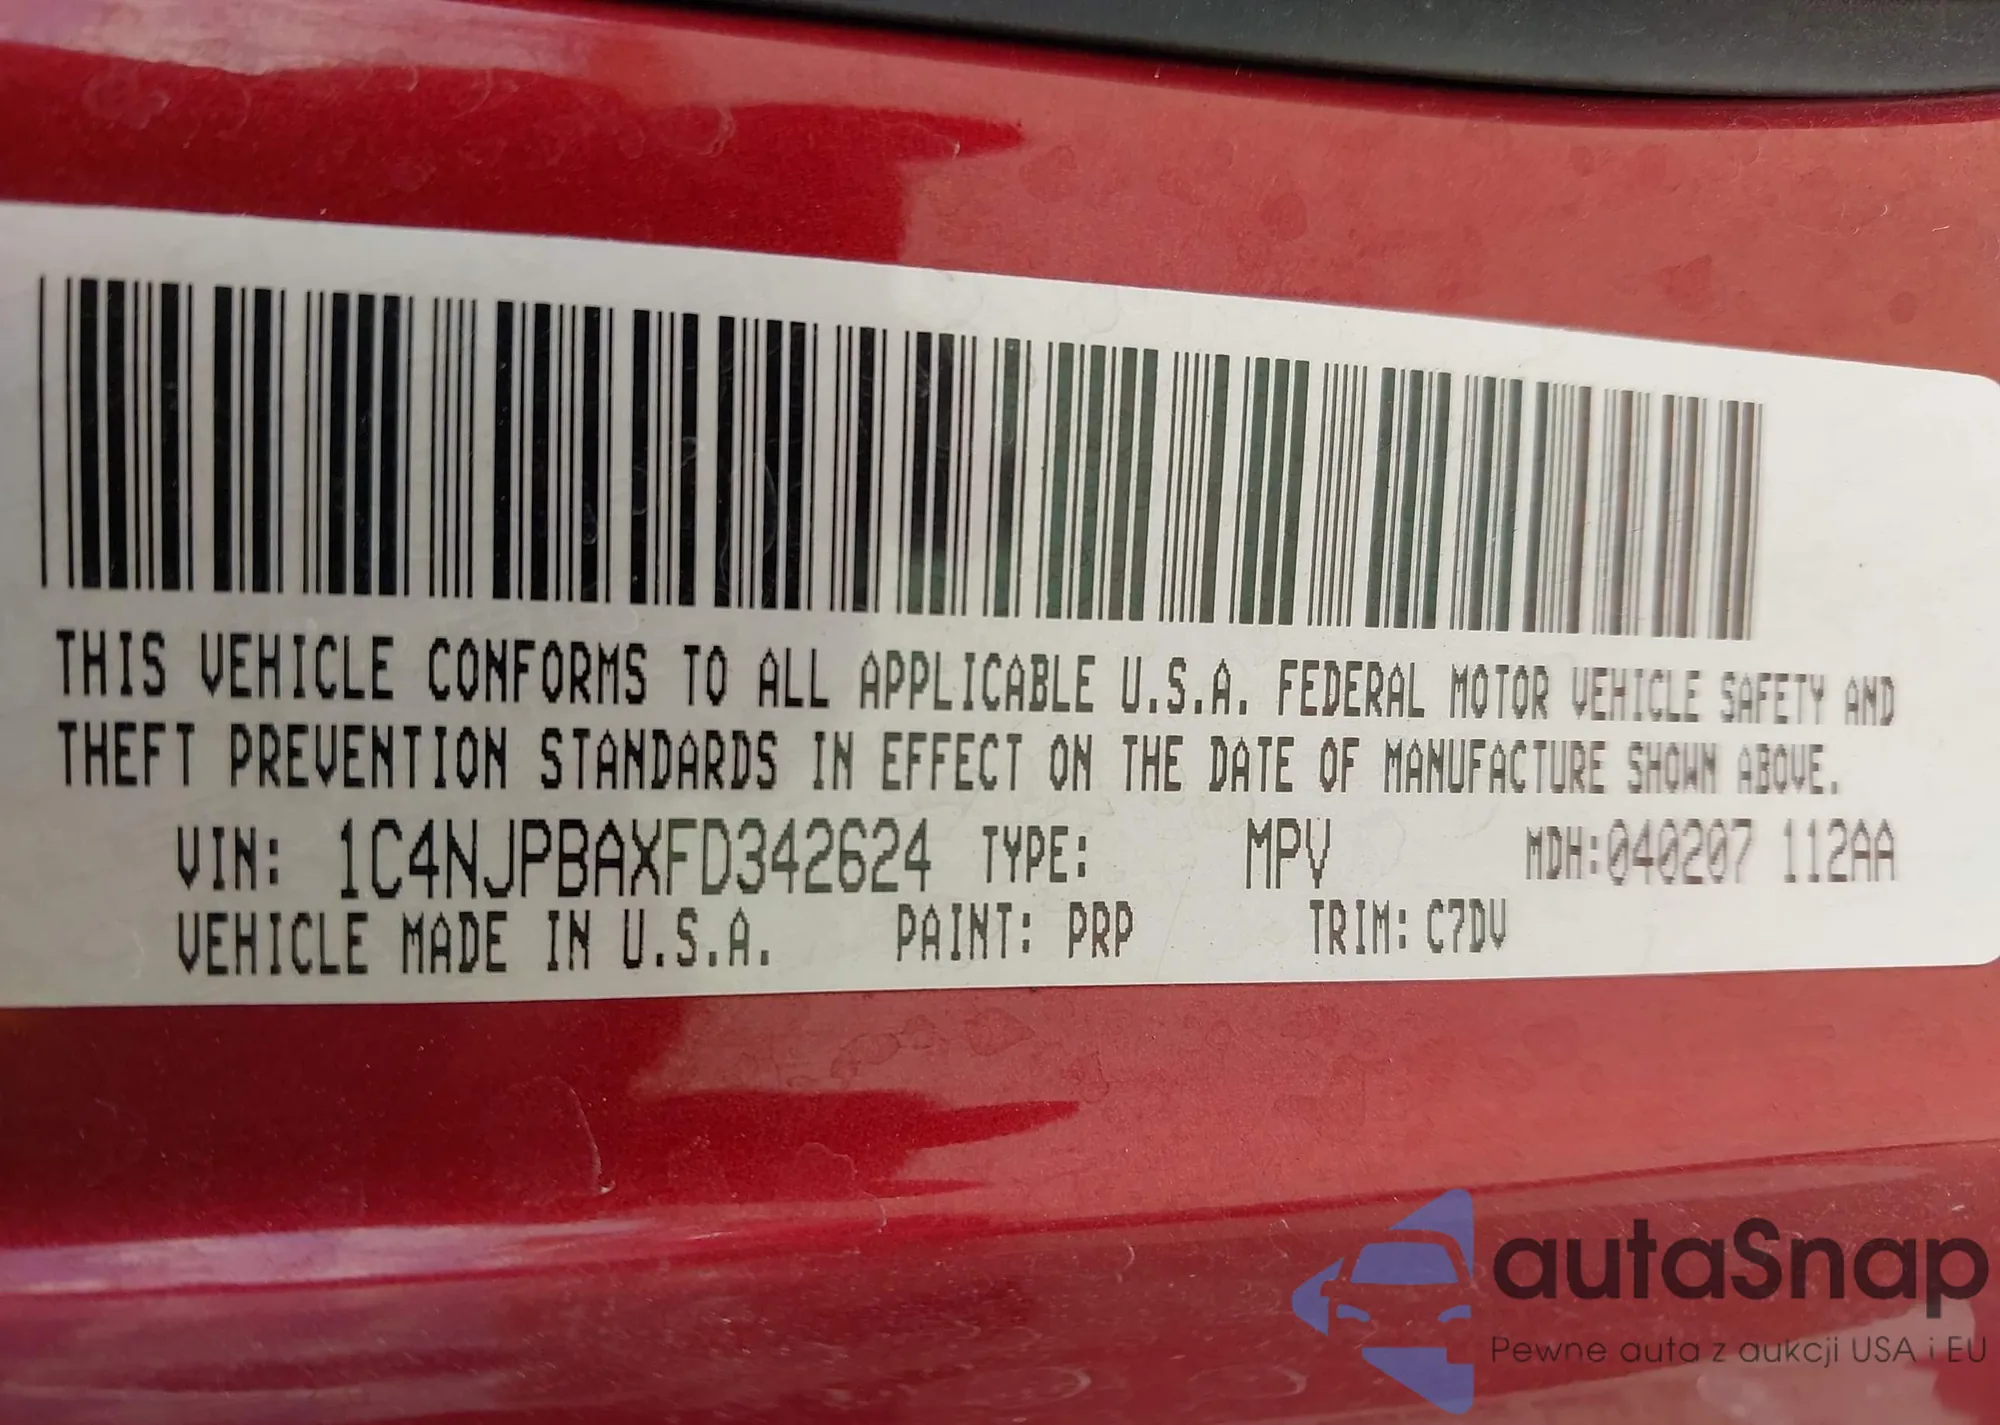 THIS VEHICLE CONFORMS TO ALL APPLICABLE U.S.A. FEDERAL MOTOR VEHICLE SAFETY AND
THEFT PREVENTION STANDARDS IN EFFECT ON THE DATE OF MANUFACTURE SHOWN ABOVE.
VIN: 1C4NJPBAXFD342624 TYPE: MPV MDH:040207 112AA
VEHICLE MADE IN U.S.A. PAINT: PRP TRIM: C7DV
autaSnap
Pewne auta z aukcji USA i EU